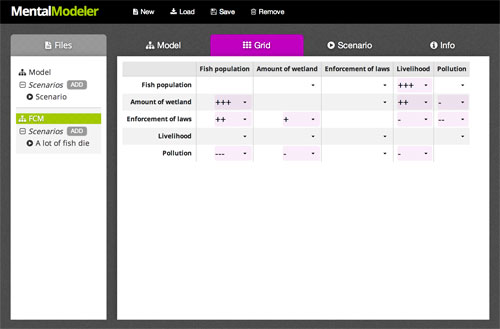 MentalModeler New Load Save Remove
Files Model Grid Scenario Info
Model
Scenarios ADD
Scenario
FCM
Scenarios ADD
A lot of fish die
Fish population Amount of wetland Enforcement of laws Livelihood Pollution
Fish population +++
Amount of wetland +++ ++ -
Enforcement of laws ++ + - --
Livelihood
Pollution --- - -